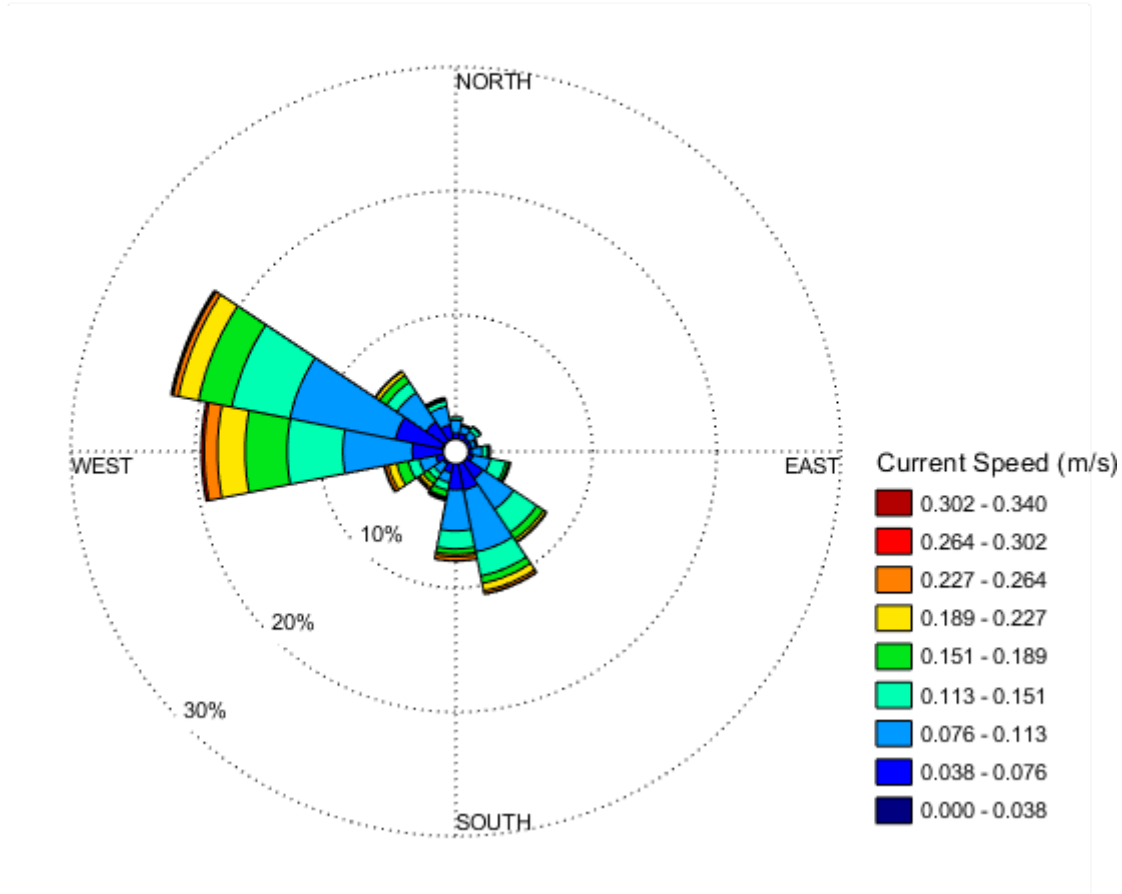 NORTH
WEST
EAST
10%
20%
30%
SOUTH
Current Speed (m/s)
0.302 - 0.340
0.264 - 0.302
0.227 - 0.264
0.189 - 0.227
0.151 - 0.189
0.113 - 0.151
0.076 - 0.113
0.038 - 0.076
0.000 - 0.038